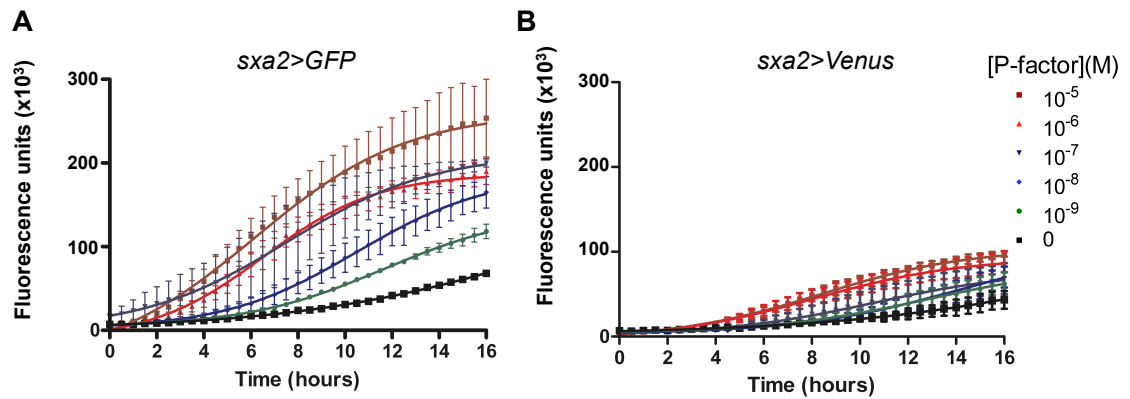 A
B
sxa2>GFP
sxa2>Venus
[P-factor](M)
10⁻⁵
10⁻⁶
10⁻⁷
10⁻⁸
10⁻⁹
0
Fluorescence units (x10³)
300
200
100
0
0 2 4 6 8 10 12 14 16
Time (hours)
Fluorescence units (x10³)
300
200
100
0
0 2 4 6 8 10 12 14 16
Time (hours)